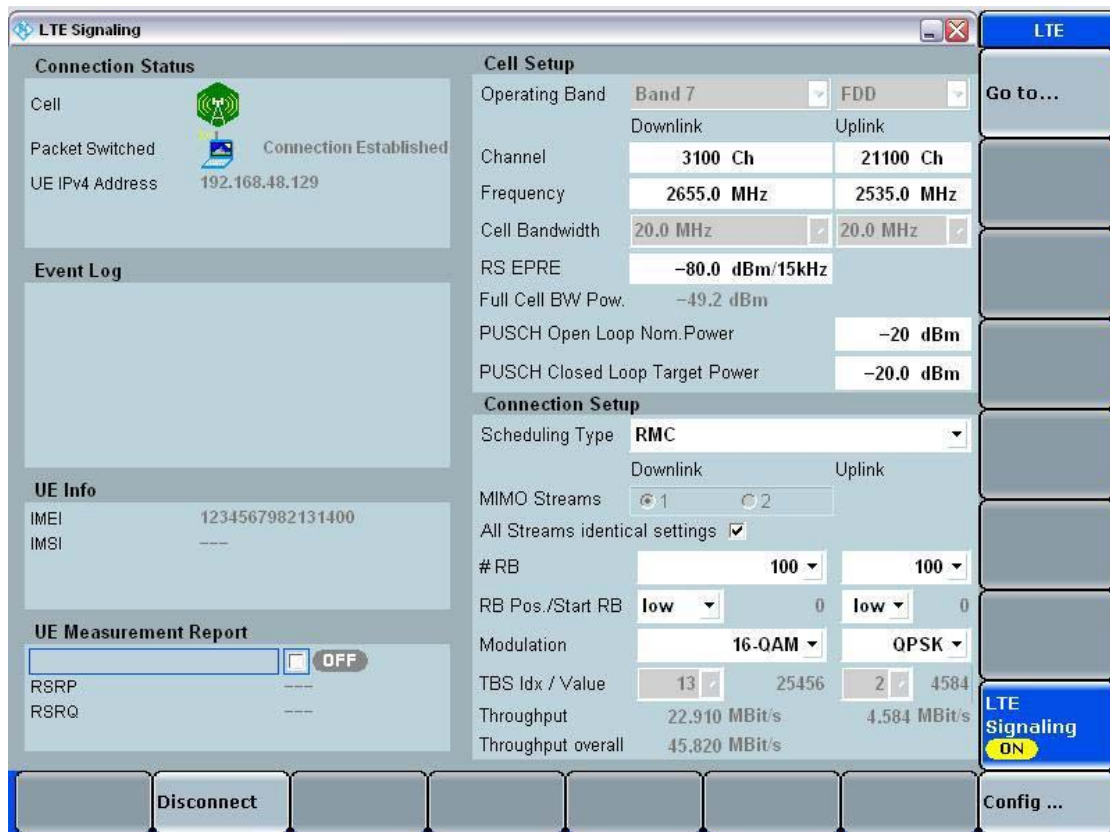 LTE Signaling
LTE
Connection Status
Cell
Packet Switched Connection Established
UE IPv4 Address 192.168.48.129
Event Log
UE Info
IMEI 1234567982131400
IMSI ---
UE Measurement Report
OFF
RSRP ---
RSRQ ---
Cell Setup
Operating Band Band 7 FDD
Downlink Uplink
Channel 3100 Ch 21100 Ch
Frequency 2655.0 MHz 2535.0 MHz
Cell Bandwidth 20.0 MHz 20.0 MHz
RS EPRE -80.0 dBm/15kHz
Full Cell BW Pow. -49.2 dBm
PUSCH Open Loop Nom.Power -20 dBm
PUSCH Closed Loop Target Power -20.0 dBm
Connection Setup
Scheduling Type RMC
Downlink Uplink
MIMO Streams 1 2
All Streams identical settings
# RB 100 100
RB Pos./Start RB low 0 low 0
Modulation 16-QAM QPSK
TBS Idx / Value 13 25456 2 4584
Throughput 22.910 MBit/s 4.584 MBit/s
Throughput overall 45.820 MBit/s
Go to...
LTE
Signaling
ON
Disconnect
Config ...